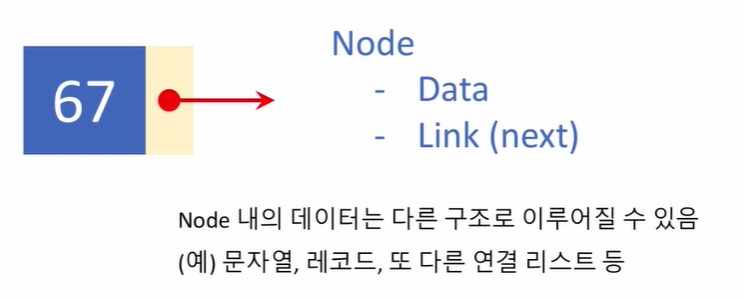 67
Node
- Data
- Link (next)
Node 내의 데이터는 다른 구조로 이루어질 수 있음
(예) 문자열, 레코드, 또 다른 연결 리스트 등